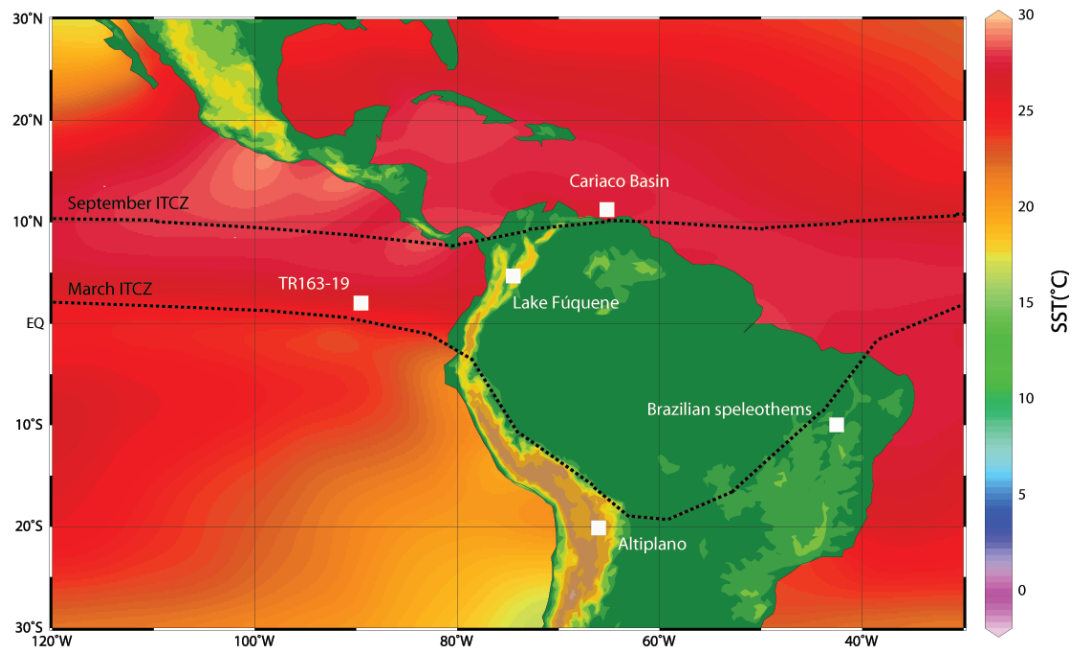 30˚N
20˚N
10˚N
EQ
10˚S
20˚S
30˚S
120˚W
100˚W
80˚W
60˚W
40˚W
September ITCZ
March ITCZ
Cariaco Basin
TR163-19
Lake Fúquene
Brazilian speleothems
Altiplano
30
25
20
15
10
5
0
SST(˚C)